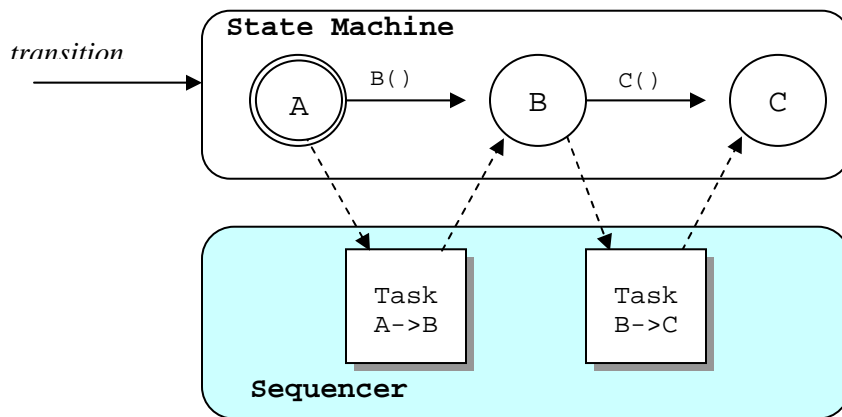 State Machine
transition
A
B()
B
C()
C
Task
A->B
Task
B->C
Sequencer